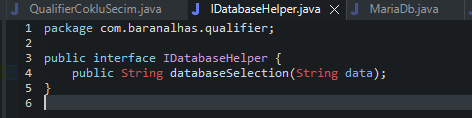 QualifierCokluSecim.java IDatabaseHelper.java MariaDb.java
1 package com.baranalhas.qualifier;
2
3 public interface IDatabaseHelper {
4 public String databaseSelection(String data);
5 }
6